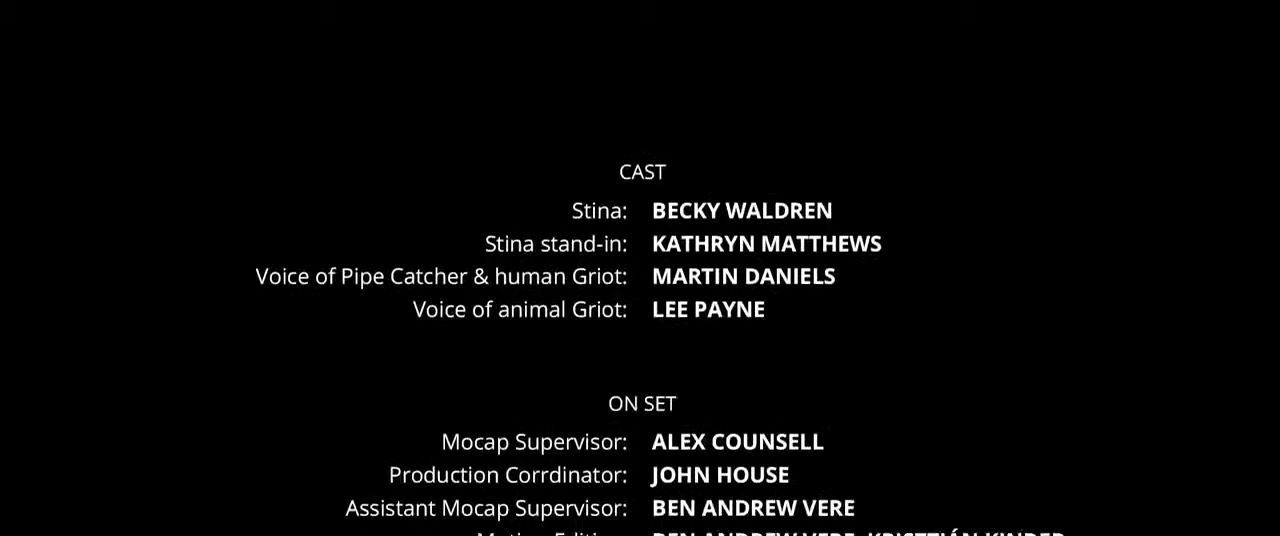 CAST
Stina: BECKY WALDREN
Stina stand-in: KATHRYN MATTHEWS
Voice of Pipe Catcher & human Griot: MARTIN DANIELS
Voice of animal Griot: LEE PAYNE
ON SET
Mocap Supervisor: ALEX COUNSELL
Production Corrdinator: JOHN HOUSE
Assistant Mocap Supervisor: BEN ANDREW VERE